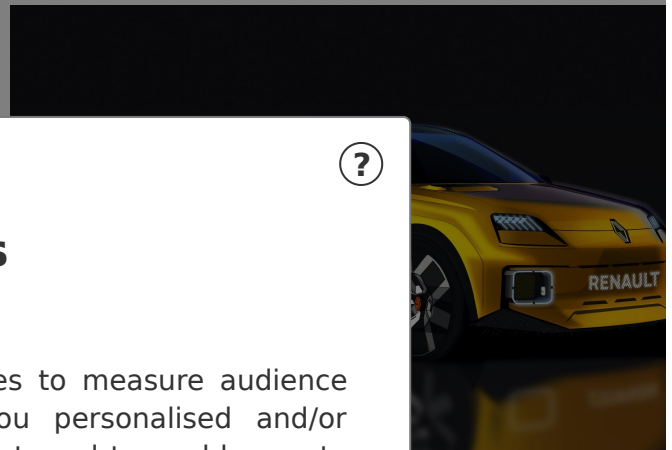 ?
s
es to measure audience
RENAULT
ou personalised and/or